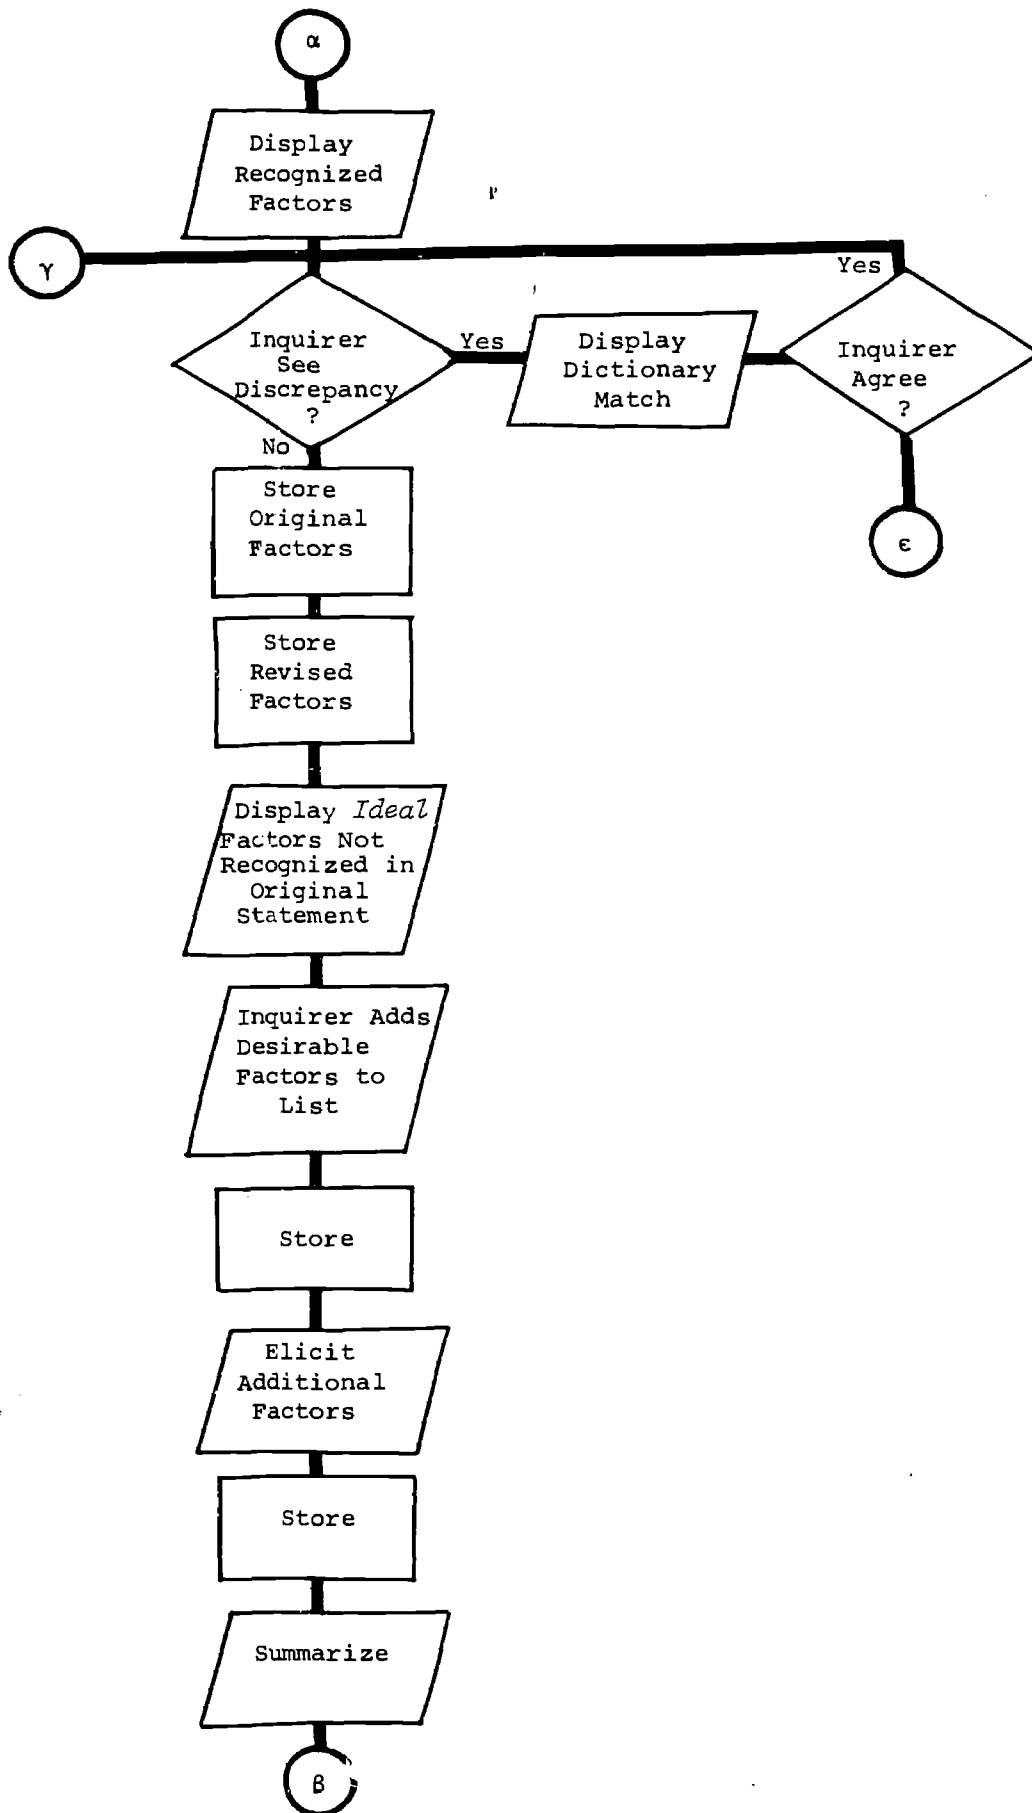 α
Display
Recognized
Factors
γ
Yes
Inquirer
See
Discrepancy
?
Yes
Display
Dictionary
Match
Inquirer
Agree
?
No
Store
Original
Factors
ε
Store
Revised
Factors
Display Ideal
Factors Not
Recognized in
Original
Statement
Inquirer Adds
Desirable
Factors to
List
Store
Elicit
Additional
Factors
Store
Summarize
β